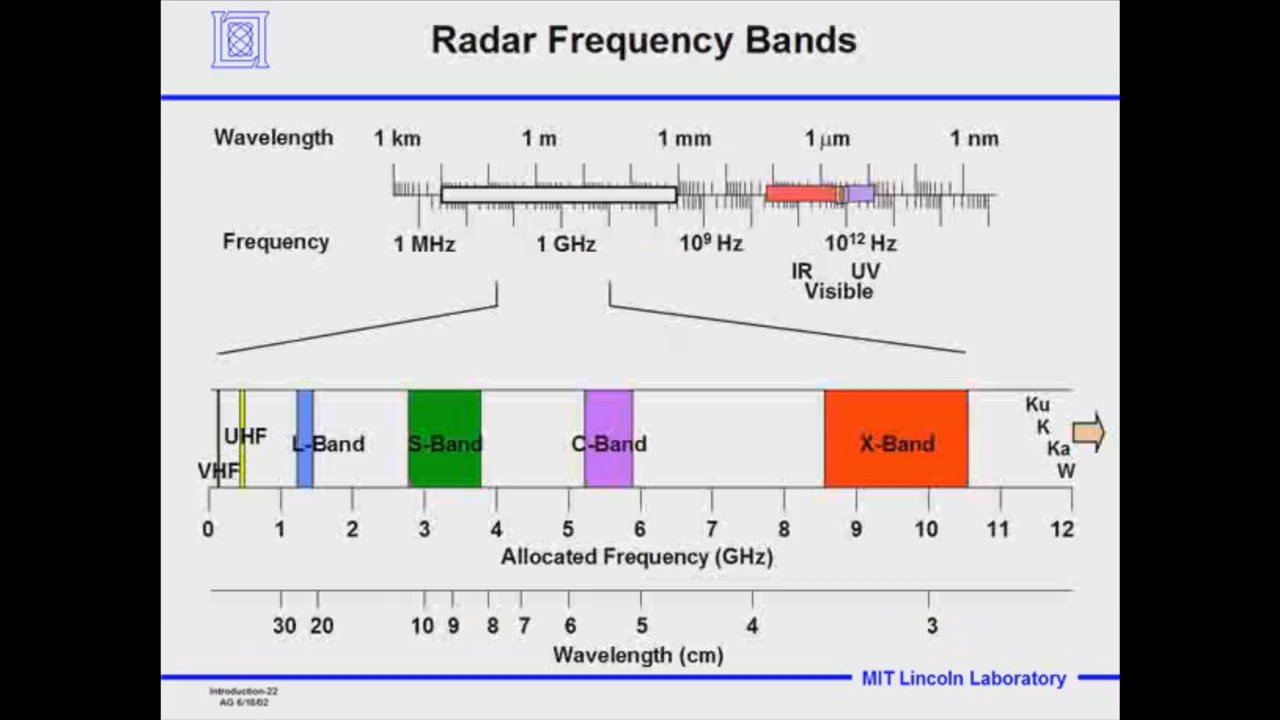 Radar Frequency Bands
Wavelength 1 km 1 m 1 mm 1 μm 1 nm
Frequency 1 MHz 1 GHz 10⁹ Hz 10¹² Hz
IR UV
Visible
VHF UHF L-Band S-Band C-Band X-Band
Ku
K
Ka
W
0 1 2 3 4 5 6 7 8 9 10 11 12
Allocated Frequency (GHz)
30 20 10 9 8 7 6 5 4 3
Wavelength (cm)
MIT Lincoln Laboratory
Introduction-22
AG 6/18/02